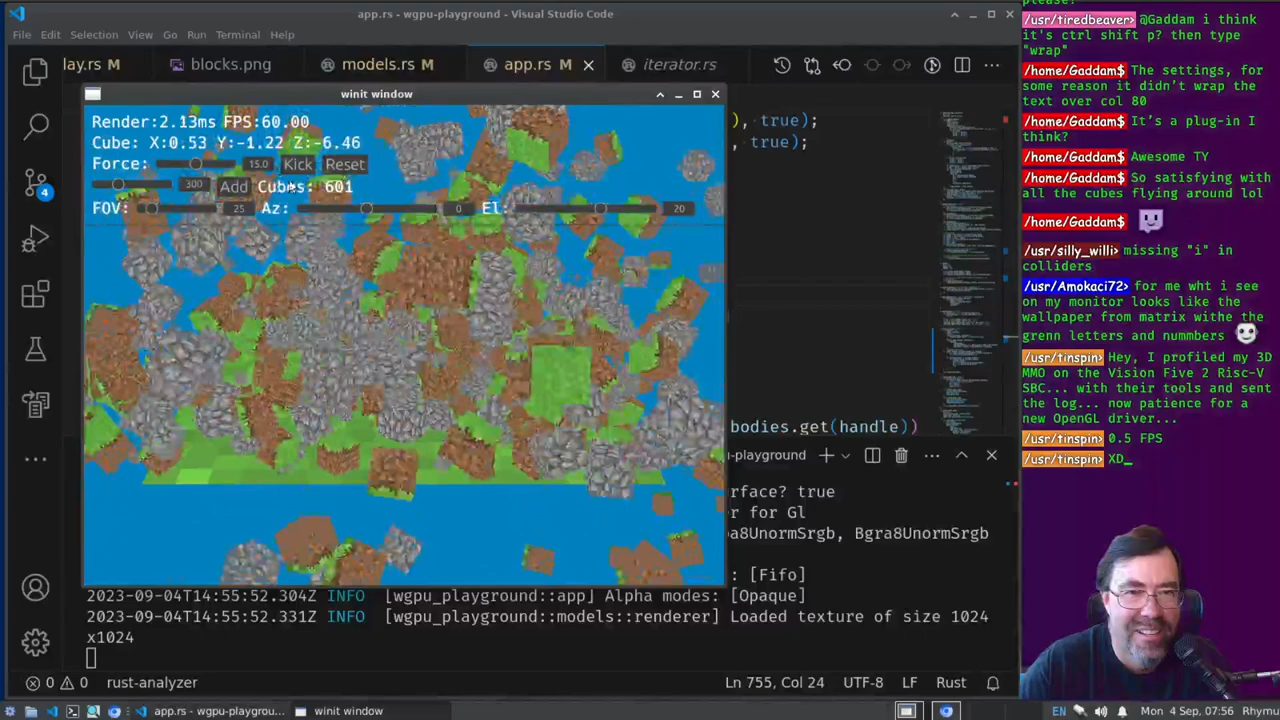 app.rs - wgpu-playground - Visual Studio Code
File Edit Selection View Go Run Terminal Help
lay.rs M
blocks.png
models.rs M
app.rs M
iterator.rs
winit window
), true);
, true);
Render:2.13ms FPS:60.00
Cube: X:0.53 Y:-1.22 Z:-6.46
Force: 15.0 Kick Reset
300 Add Cubes: 601
FOV: 25 0 El 20
bodies.get(handle))
u-playground
rface? true
er for Gl
ra8UnormSrgb, Bgra8UnormSrgb
: [Fifo]
2023-09-04T14:55:52.304Z INFO [wgpu_playground::app] Alpha modes: [Opaque]
2023-09-04T14:55:52.331Z INFO [wgpu_playground::models::renderer] Loaded texture of size 1024
x1024
4
0 0 rust-analyzer
Ln 755, Col 24 UTF-8 LF Rust
app.rs - wgpu-playgrou...
winit window
EN
Mon 4 Sep, 07:56 Rhymu
please?
/usr/tiredbeaver> @Gaddam i think
it's ctrl shift p? then type
"wrap"
/home/Gaddam$ The settings, for
some reason it didn't wrap the
text over col 80
/home/Gaddam$ It's a plug-in I
think?
/home/Gaddam$ Awesome TY
/home/Gaddam$ So satisfying with
all the cubes flying around lol
/home/Gaddam$
/usr/silly_willi> missing "i" in
colliders
/usr/Amokaci72> for me wht i see
on my monitor looks like the
wallpaper from matrix withe the
grenn letters and nummbers
/usr/tinspin> Hey, I profiled my 3D
MMO on the Vision Five 2 Risc-V
SBC... with their tools and sent
the log... now patience for a
new OpenGL driver...
/usr/tinspin> 0.5 FPS
/usr/tinspin> XD_